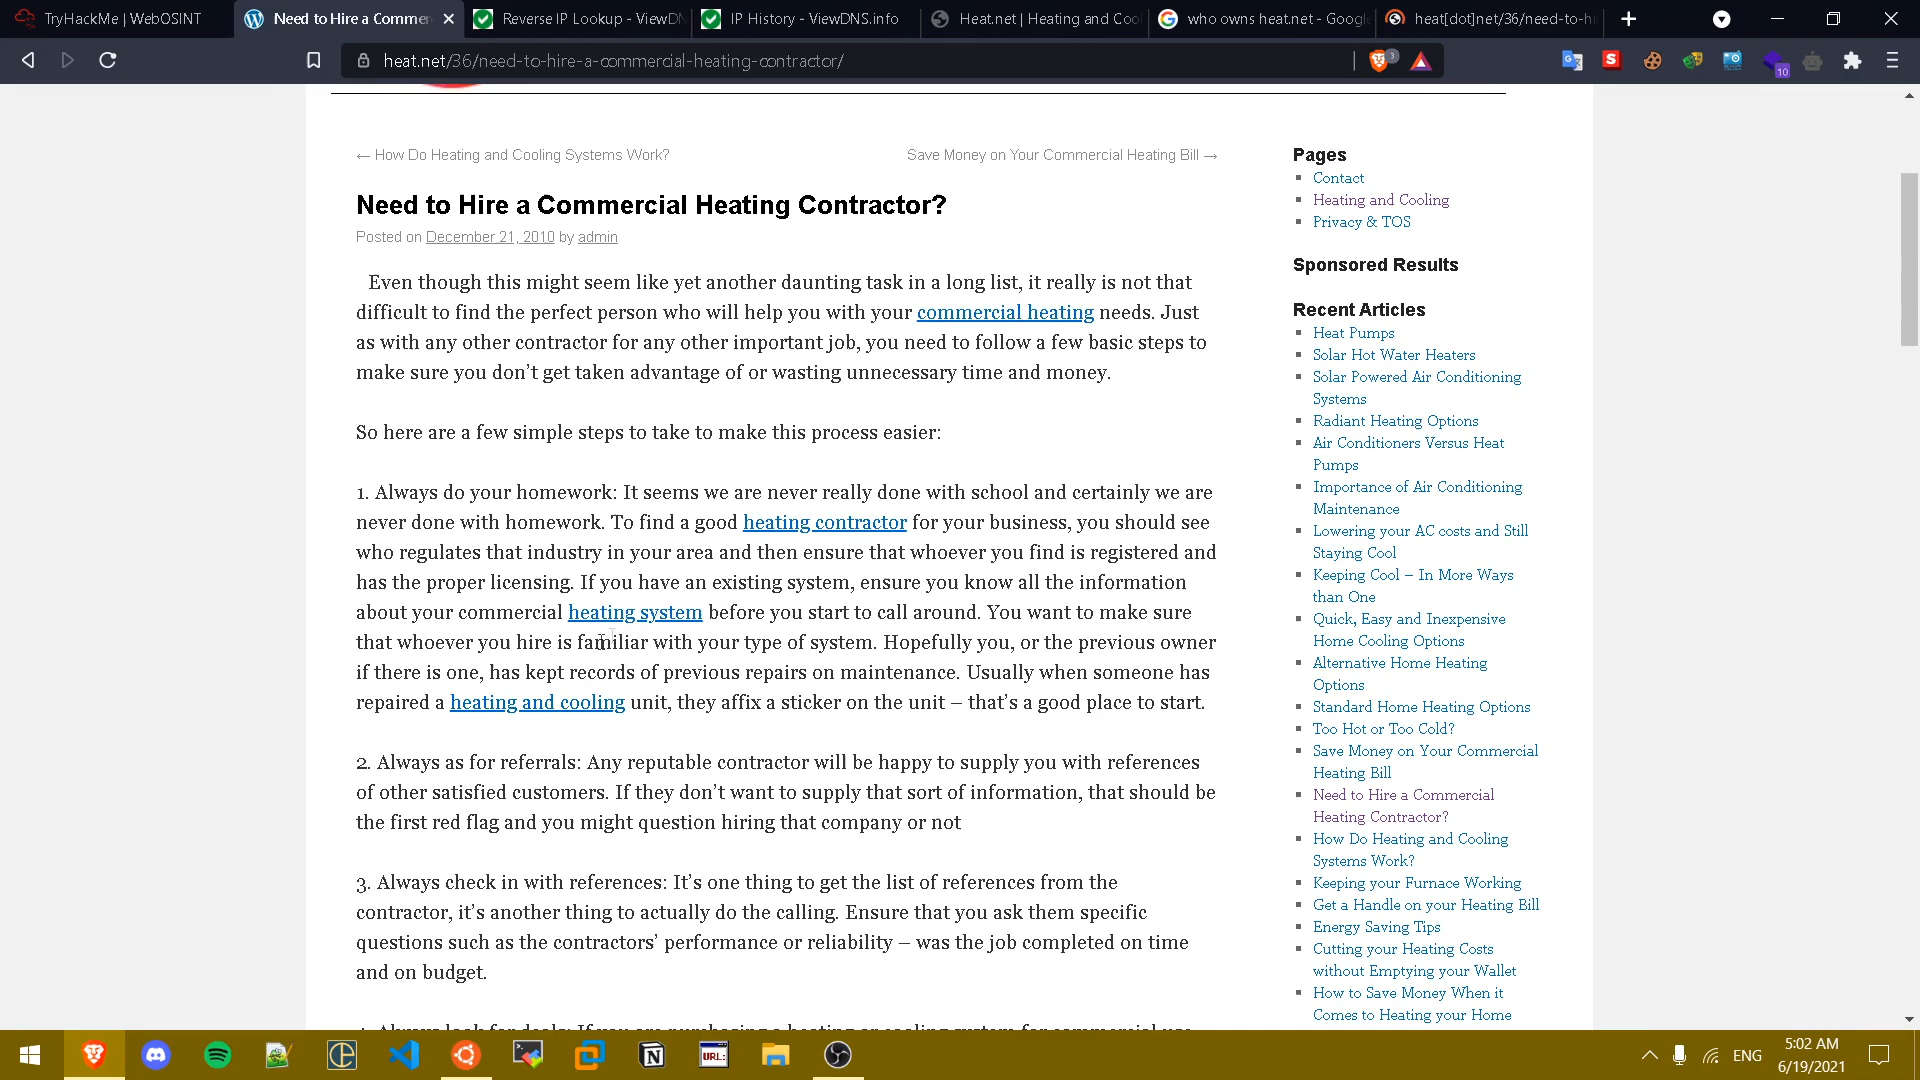 TryHackMe | WebOSINT
Need to Hire a Commer
Reverse IP Lookup - ViewDN
IP History - ViewDNS.info
Heat.net | Heating and Coo
who owns heat.net - Google
heat[dot]net/36/need-to-hi
heat.net/36/need-to-hire-a-commercial-heating-contractor/
3
S
10
← How Do Heating and Cooling Systems Work?
Save Money on Your Commercial Heating Bill →
Need to Hire a Commercial Heating Contractor?
Posted on December 21, 2010 by admin
Even though this might seem like yet another daunting task in a long list, it really is not that
difficult to find the perfect person who will help you with your commercial heating needs. Just
as with any other contractor for any other important job, you need to follow a few basic steps to
make sure you don't get taken advantage of or wasting unnecessary time and money.
So here are a few simple steps to take to make this process easier:
1. Always do your homework: It seems we are never really done with school and certainly we are
never done with homework. To find a good heating contractor for your business, you should see
who regulates that industry in your area and then ensure that whoever you find is registered and
has the proper licensing. If you have an existing system, ensure you know all the information
about your commercial heating system before you start to call around. You want to make sure
that whoever you hire is familiar with your type of system. Hopefully you, or the previous owner
if there is one, has kept records of previous repairs on maintenance. Usually when someone has
repaired a heating and cooling unit, they affix a sticker on the unit – that's a good place to start.
2. Always as for referrals: Any reputable contractor will be happy to supply you with references
of other satisfied customers. If they don't want to supply that sort of information, that should be
the first red flag and you might question hiring that company or not
3. Always check in with references: It's one thing to get the list of references from the
contractor, it's another thing to actually do the calling. Ensure that you ask them specific
questions such as the contractors' performance or reliability – was the job completed on time
and on budget.
4. Always look for deals: If you are purchasing a heating or cooling system for commercial use,
Pages
Contact
Heating and Cooling
Privacy & TOS
Sponsored Results
Recent Articles
Heat Pumps
Solar Hot Water Heaters
Solar Powered Air Conditioning
Systems
Radiant Heating Options
Air Conditioners Versus Heat
Pumps
Importance of Air Conditioning
Maintenance
Lowering your AC costs and Still
Staying Cool
Keeping Cool – In More Ways
than One
Quick, Easy and Inexpensive
Home Cooling Options
Alternative Home Heating
Options
Standard Home Heating Options
Too Hot or Too Cold?
Save Money on Your Commercial
Heating Bill
Need to Hire a Commercial
Heating Contractor?
How Do Heating and Cooling
Systems Work?
Keeping your Furnace Working
Get a Handle on your Heating Bill
Energy Saving Tips
Cutting your Heating Costs
without Emptying your Wallet
How to Save Money When it
Comes to Heating your Home
URL:
ENG
5:02 AM
6/19/2021